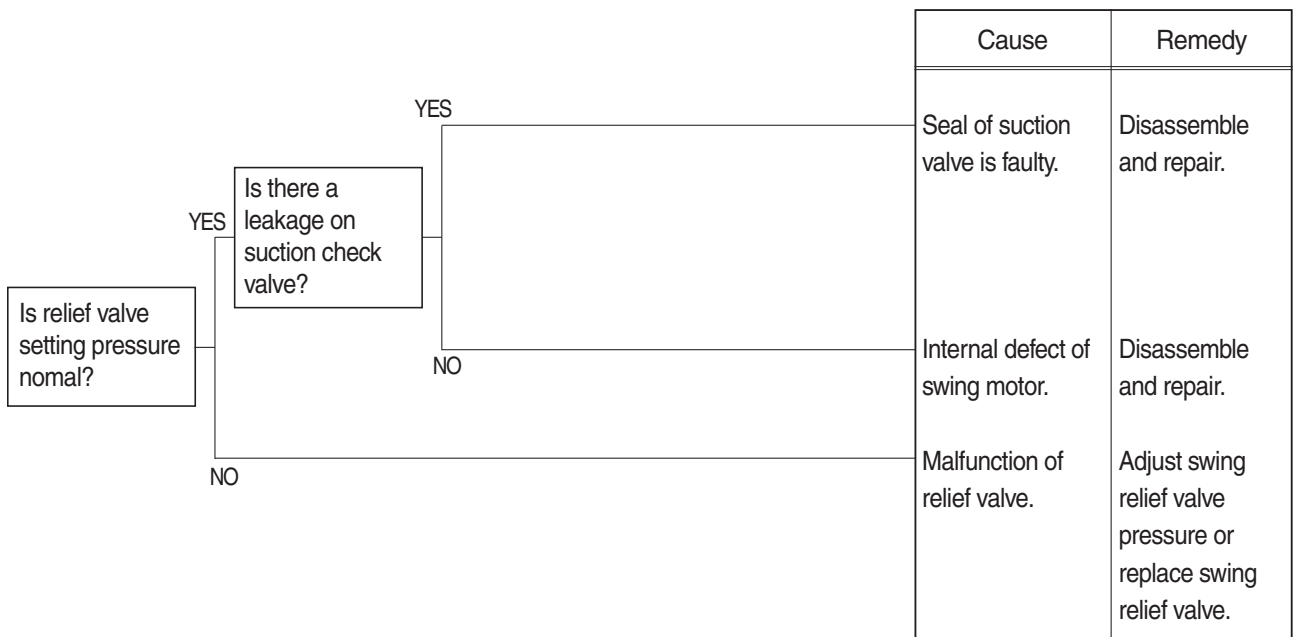 Cause
Remedy
YES
Seal of suction
valve is faulty.
Disassemble
and repair.
Is there a
leakage on
suction check
valve?
YES
Is relief valve
setting pressure
nomal?
NO
Internal defect of
swing motor.
Disassemble
and repair.
NO
Malfunction of
relief valve.
Adjust swing
relief valve
pressure or
replace swing
relief valve.